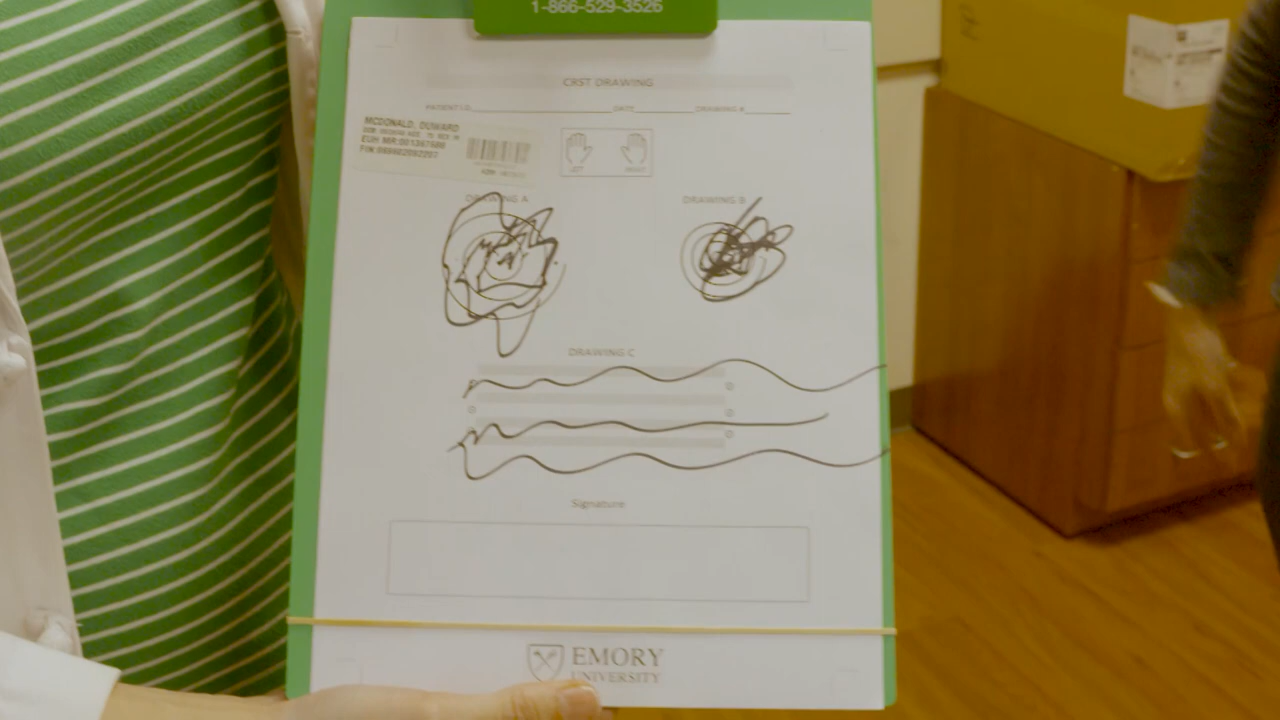 1-866-529-3526
CRST DRAWING
PATIENT I.D. DATE DRAWING #
MCDONALD, DUWARD
LEFT RIGHT
DRAWING A DRAWING B
DRAWING C
Signature
EMORY
UNIVERSITY